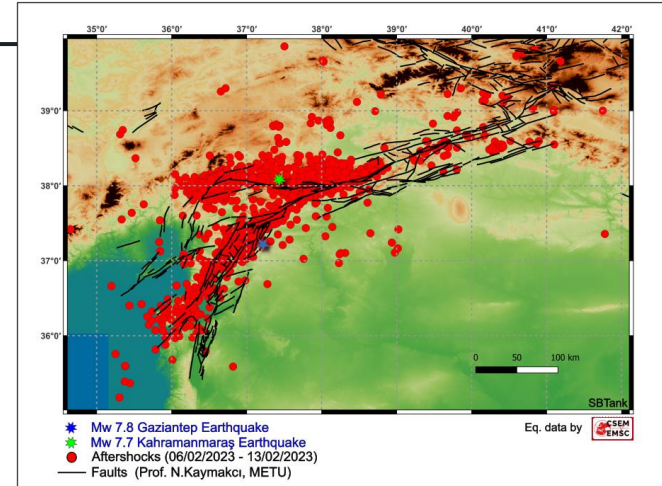 35°0' 36°0' 37°0' 38°0' 39°0' 40°0' 41°0' 42°0'
39°0'
38°0'
37°0'
36°0'
0 50 100 km
SBTank
Mw 7.8 Gaziantep Earthquake
Mw 7.7 Kahramanmaraş Earthquake
Aftershocks (06/02/2023 - 13/02/2023)
Faults (Prof. N.Kaymakcı, METU)
Eq. data by
CSEM
EMSC